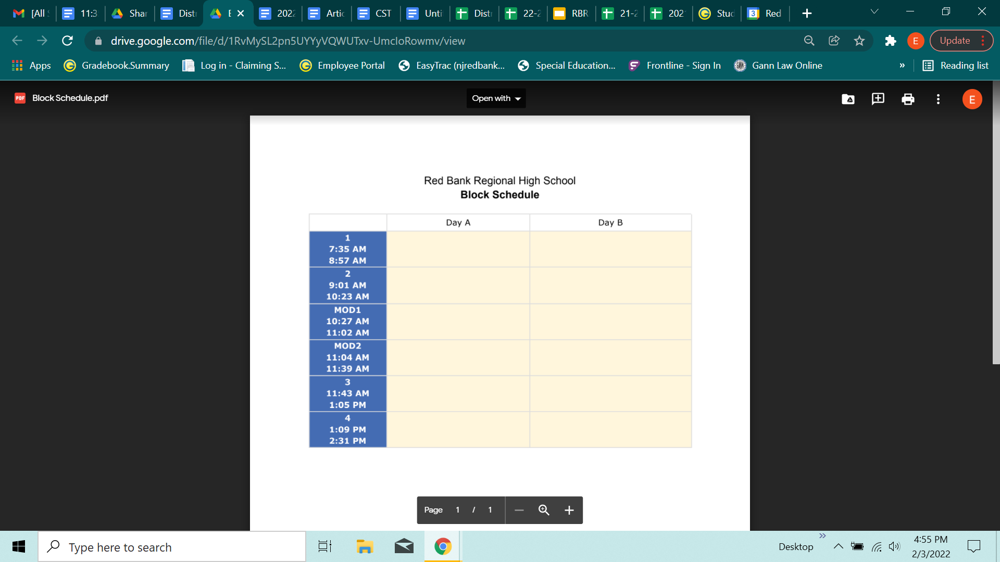 [All
11:3
Shar
Distr
2022
Artic
CST
Unti
Distr
22-2
RBR
21-2
202
Stud
Red
drive.google.com/file/d/1RvMySL2pn5UYYyVQWUTxv-UmcIoRowmv/view
E
Update
Apps
Gradebook.Summary
Log in - Claiming S...
Employee Portal
EasyTrac (njredbank...
Special Education...
Frontline - Sign In
Gann Law Online
»
Reading list
PDF
Block Schedule.pdf
Open with
E
Red Bank Regional High School
Block Schedule
Day A
Day B
1
7:35 AM
8:57 AM
2
9:01 AM
10:23 AM
MOD1
10:27 AM
11:02 AM
MOD2
11:04 AM
11:39 AM
3
11:43 AM
1:05 PM
4
1:09 PM
2:31 PM
Page 1 / 1
Type here to search
Desktop
4:55 PM
2/3/2022